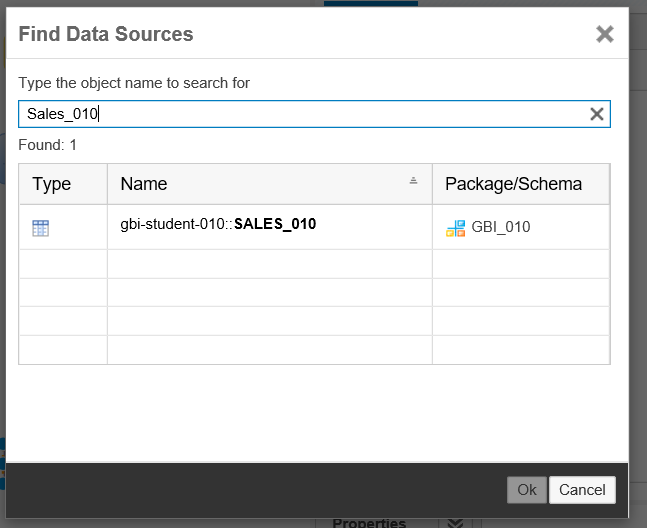 Find Data Sources
Type the object name to search for
Sales_010
Found: 1
Type Name Package/Schema
gbi-student-010::SALES_010 GBI_010
Ok Cancel
Properties